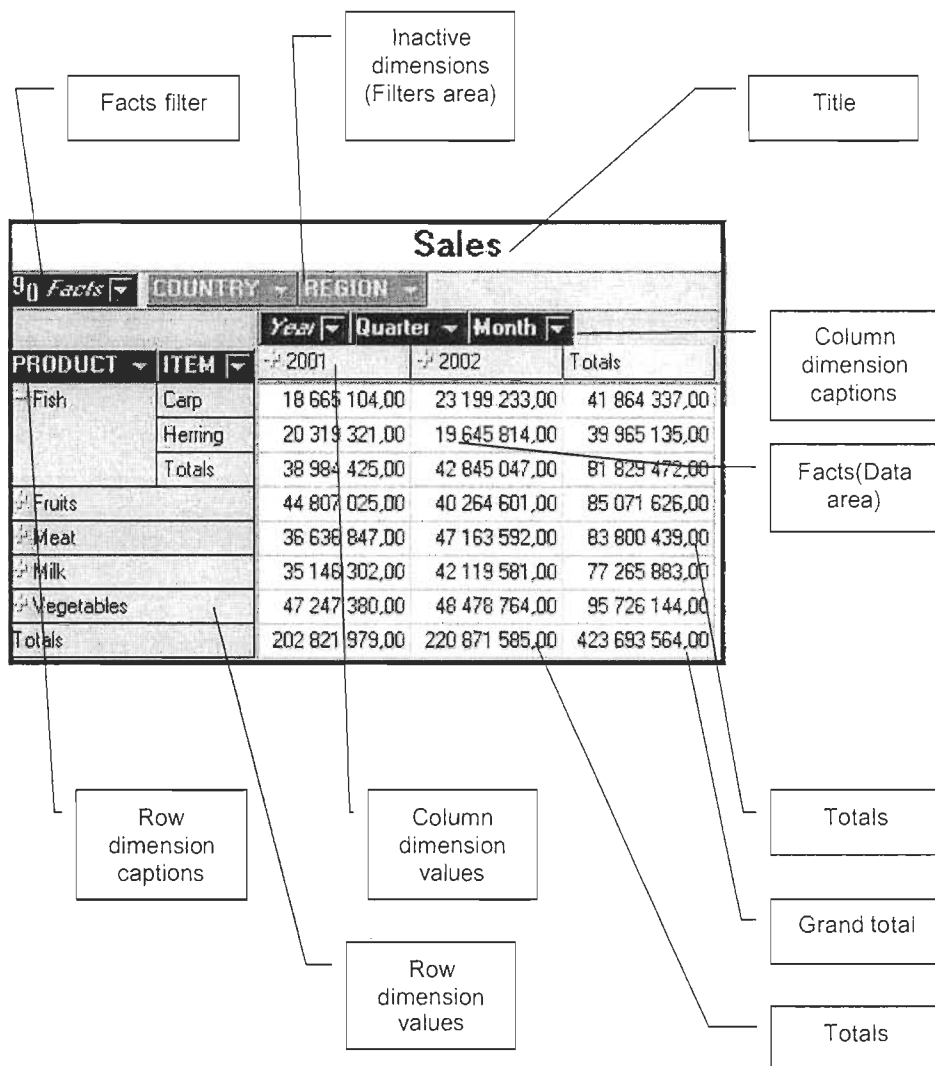 Inactive
dimensions
(Filters area)
Facts filter
Title
Sales
90 Facts COUNTRY REGION
Year Quarter Month
Column
dimension
captions
PRODUCT ITEM 2001 2002 Totals
Fish Carp 18 665 104,00 23 199 233,00 41 864 337,00
Herring 20 319 321,00 19 645 814,00 39 965 135,00
Totals 38 984 425,00 42 845 047,00 81 829 472,00
Facts(Data
area)
Fruits 44 807 025,00 40 264 601,00 85 071 626,00
Meat 36 636 847,00 47 163 592,00 83 800 439,00
Milk 35 146 302,00 42 119 581,00 77 265 883,00
Vegetables 47 247 380,00 48 478 764,00 95 726 144,00
Totals 202 821 979,00 220 871 585,00 423 693 564,00
Row
dimension
captions
Column
dimension
values
Totals
Grand total
Row
dimension
values
Totals